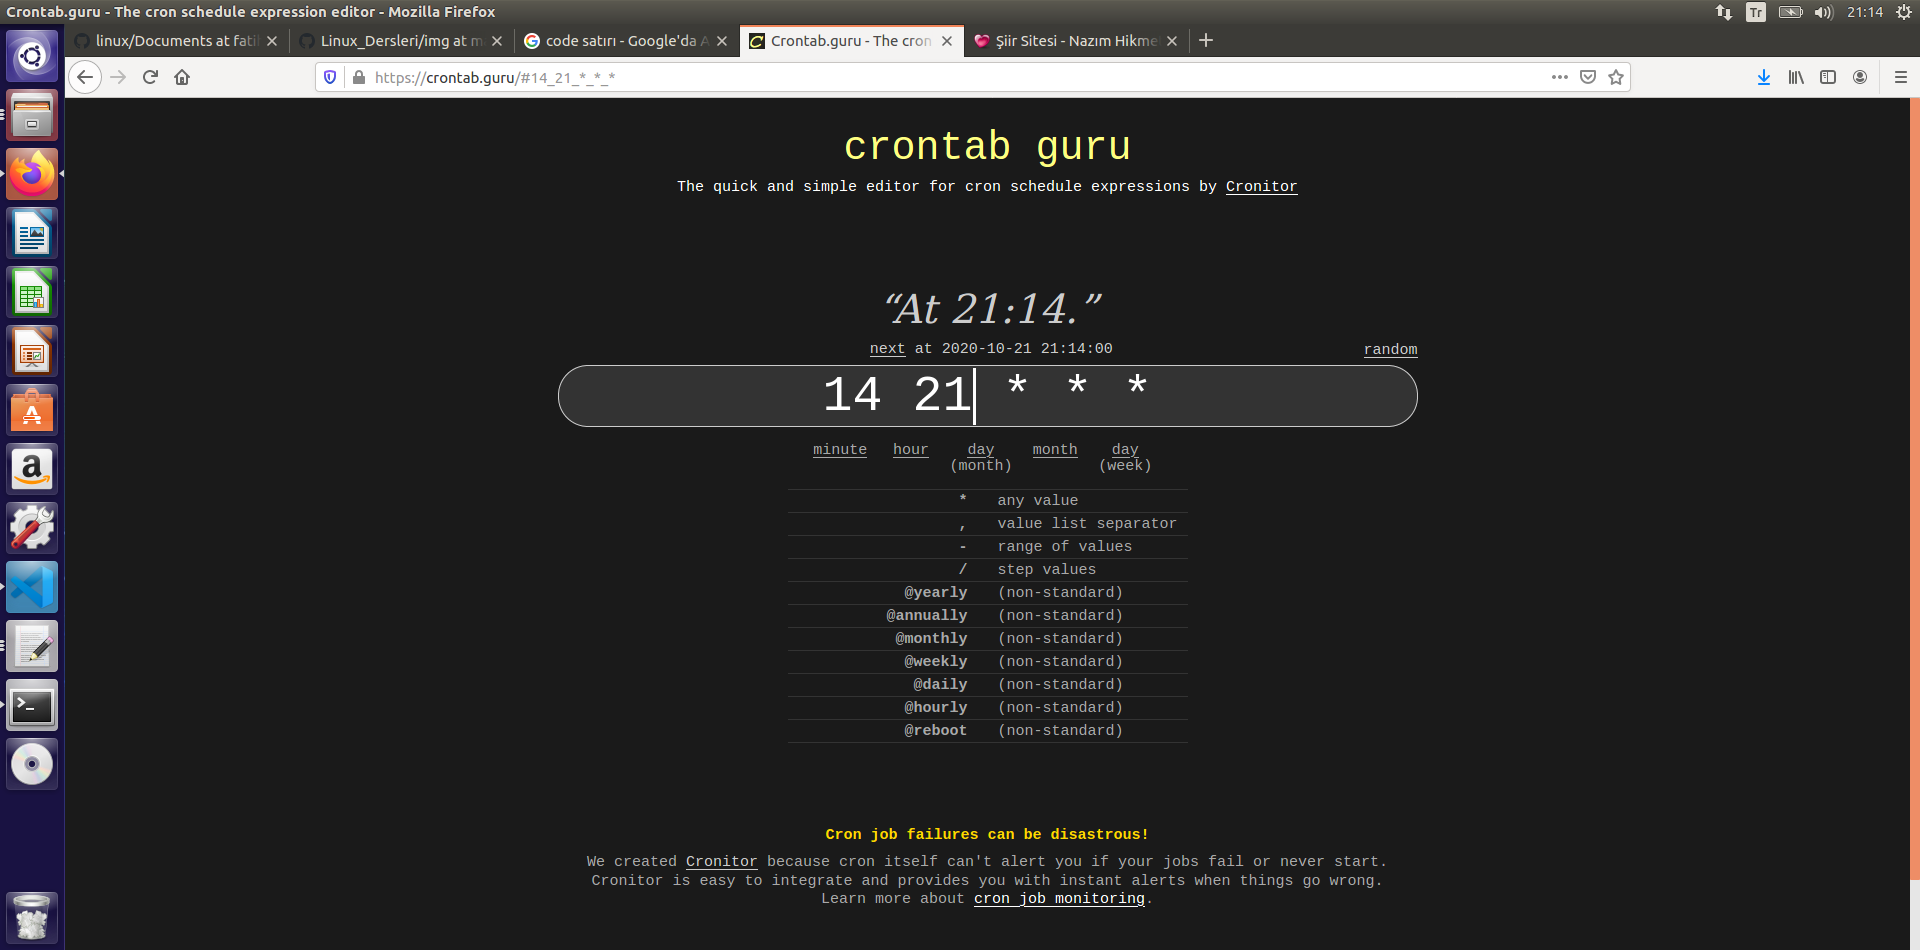 Crontab.guru - The cron schedule expression editor - Mozilla Firefox
Tr
21:14
linux/Documents at fati
Linux_Dersleri/img at m
code satırı - Google'da A
Crontab.guru - The cron
Şiir Sitesi - Nazım Hikme
https://crontab.guru/#14_21_*_*_*
crontab guru
The quick and simple editor for cron schedule expressions by Cronitor
“At 21:14.”
next at 2020-10-21 21:14:00
random
14 21 * * *
minute hour day (month) month day (week)
* any value
, value list separator
- range of values
/ step values
@yearly (non-standard)
@annually (non-standard)
@monthly (non-standard)
@weekly (non-standard)
@daily (non-standard)
@hourly (non-standard)
@reboot (non-standard)
Cron job failures can be disastrous!
We created Cronitor because cron itself can't alert you if your jobs fail or never start.
Cronitor is easy to integrate and provides you with instant alerts when things go wrong.
Learn more about cron job monitoring.